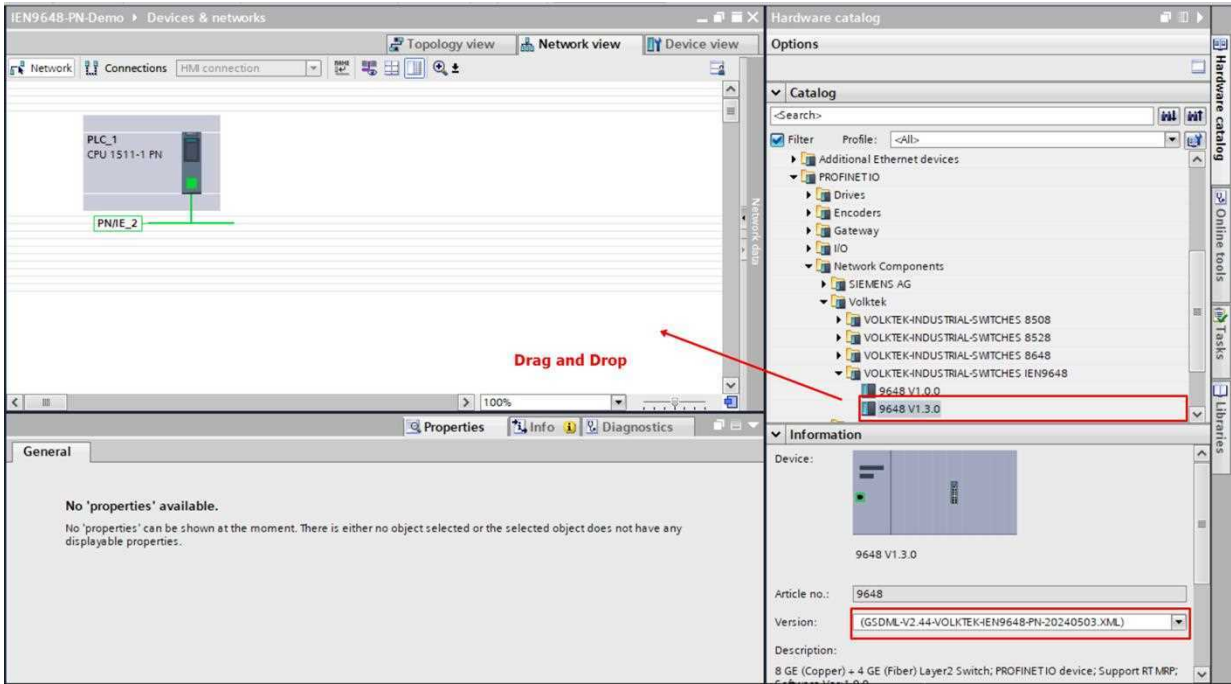 IEN9648-PN-Demo ▸ Devices & networks
Topology view
Network view
Device view
Network
Connections
HMI connection
PLC_1
CPU 1511-1 PN
PN/IE_2
Drag and Drop
100%
Network data
Properties
Info
Diagnostics
General
No 'properties' available.
No 'properties' can be shown at the moment. There is either no object selected or the selected object does not have any
displayable properties.
Hardware catalog
Options
Catalog
<Search>
Filter
Profile:
<All>
Additional Ethernet devices
PROFINET IO
Drives
Encoders
Gateway
I/O
Network Components
SIEMENS AG
Volktek
VOLKTEK-INDUSTRIAL-SWITCHES 8508
VOLKTEK-INDUSTRIAL-SWITCHES 8528
VOLKTEK-INDUSTRIAL-SWITCHES 8648
VOLKTEK-INDUSTRIAL-SWITCHES IEN9648
9648 V1.0.0
9648 V1.3.0
Information
Device:
9648 V1.3.0
Article no.:
9648
Version:
(GSDML-V2.44-VOLKTEK-IEN9648-PN-20240503.XML)
Description:
8 GE (Copper) + 4 GE (Fiber) Layer2 Switch; PROFINET IO device; Support RT MRP;
Hardware catalog
Online tools
Tasks
Libraries